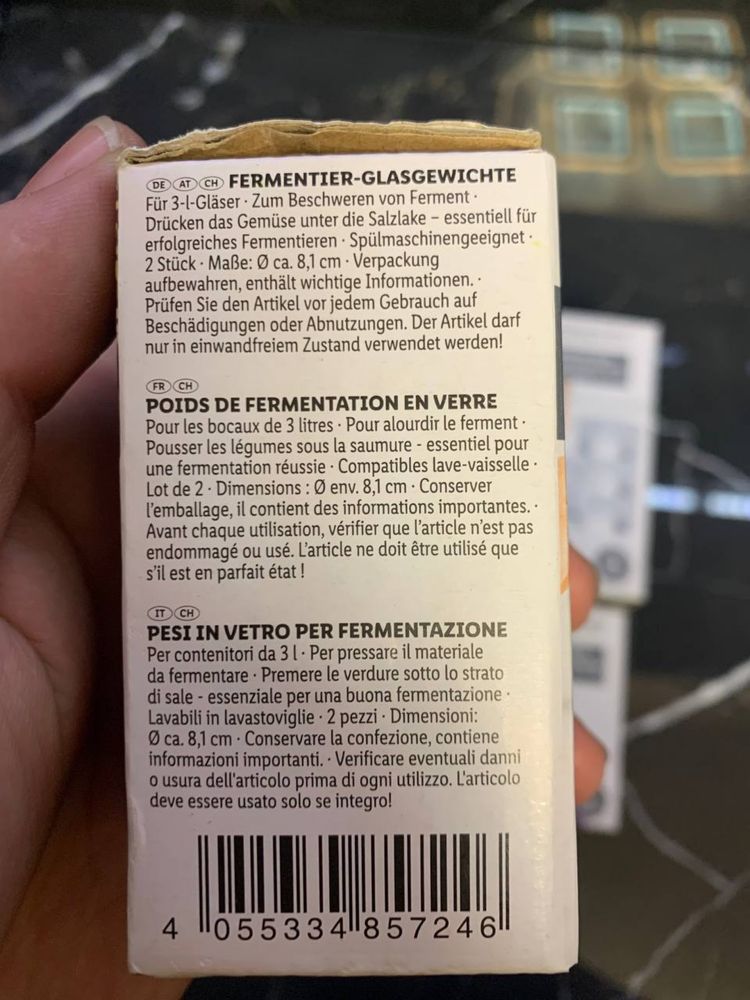 DE AT CH FERMENTIER-GLASGEWICHTE
Für 3-l-Gläser · Zum Beschweren von Ferment ·
Drücken das Gemüse unter die Salzlake – essentiell für
erfolgreiches Fermentieren · Spülmaschinengeeignet ·
2 Stück · Maße: Ø ca. 8,1 cm · Verpackung
aufbewahren, enthält wichtige Informationen. ·
Prüfen Sie den Artikel vor jedem Gebrauch auf
Beschädigungen oder Abnutzungen. Der Artikel darf
nur in einwandfreiem Zustand verwendet werden!
FR CH
POIDS DE FERMENTATION EN VERRE
Pour les bocaux de 3 litres · Pour alourdir le ferment ·
Pousser les légumes sous la saumure - essentiel pour
une fermentation réussie · Compatibles lave-vaisselle ·
Lot de 2 · Dimensions : Ø env. 8,1 cm · Conserver
l'emballage, il contient des informations importantes. ·
Avant chaque utilisation, vérifier que l'article n'est pas
endommagé ou usé. L'article ne doit être utilisé que
s'il est en parfait état !
IT CH
PESI IN VETRO PER FERMENTAZIONE
Per contenitori da 3 l · Per pressare il materiale
da fermentare · Premere le verdure sotto lo strato
di sale - essenziale per una buona fermentazione ·
Lavabili in lavastoviglie · 2 pezzi · Dimensioni:
Ø ca. 8,1 cm · Conservare la confezione, contiene
informazioni importanti. · Verificare eventuali danni
o usura dell'articolo prima di ogni utilizzo. L'articolo
deve essere usato solo se integro!
4 055334 857246